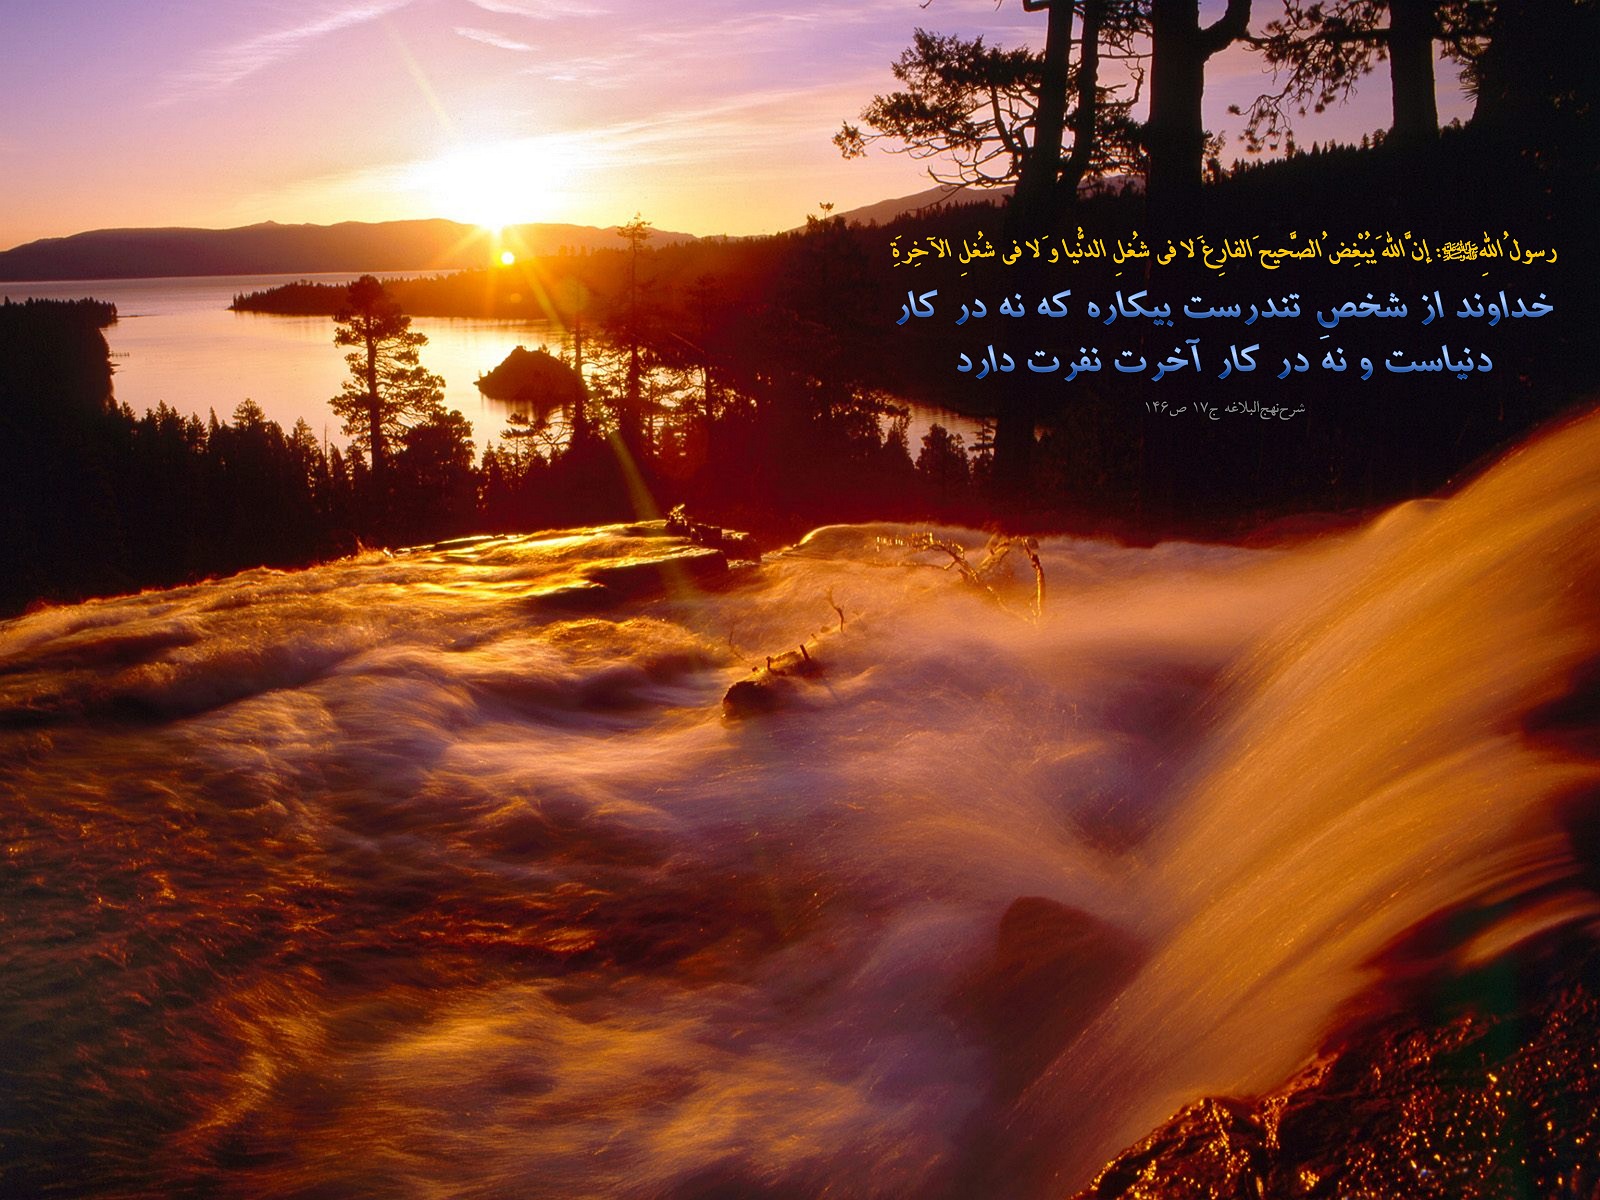 رسولُ اللهِ ﷺ: إنَّ اللهَ یُبْغِضُ الصَّحیحَ الفارِغَ لا فی شُغلِ الدُّنیا وَ لا فی شُغلِ الآخِرَةِ
خداوند از شخصِ تندرست بیکاره که نه در کار
دنیاست و نهَ در کار آخرت نفرت دارد
شرح‌نهج‌البلاغه ج۱۷ ص۱۴۶